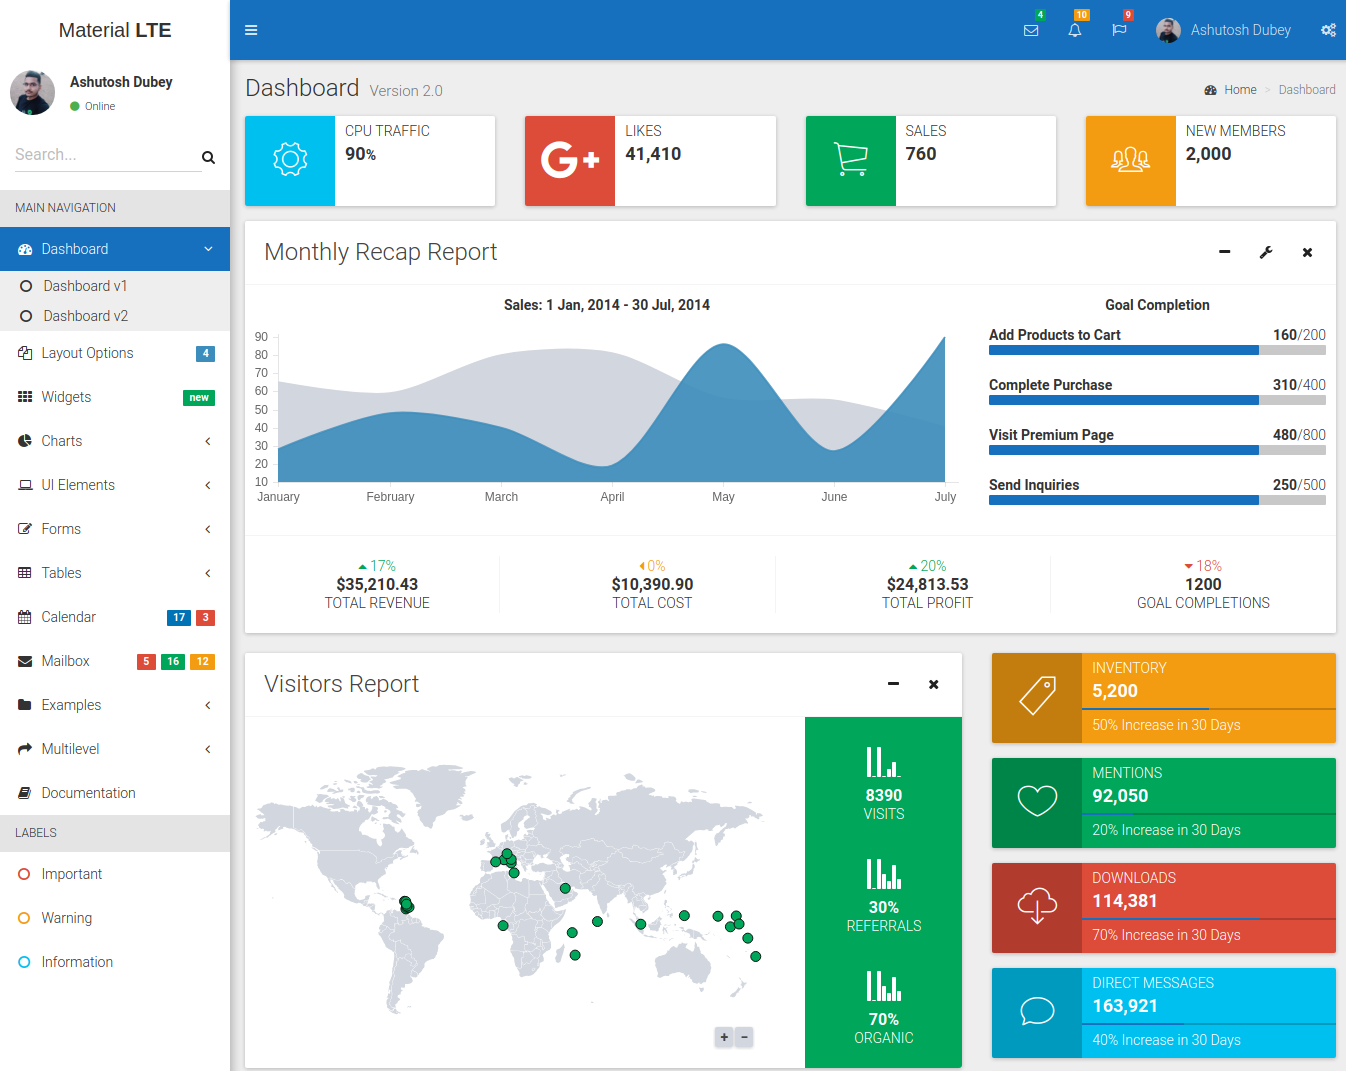 Material LTE
4
10
9
Ashutosh Dubey
Ashutosh Dubey
Online
Search...
MAIN NAVIGATION
Dashboard
Dashboard v1
Dashboard v2
Layout Options 4
Widgets new
Charts
UI Elements
Forms
Tables
Calendar 17 3
Mailbox 5 16 12
Examples
Multilevel
Documentation
LABELS
Important
Warning
Information
Dashboard Version 2.0
Home > Dashboard
CPU TRAFFIC
90%
G+
LIKES
41,410
SALES
760
NEW MEMBERS
2,000
Monthly Recap Report
Sales: 1 Jan, 2014 - 30 Jul, 2014
90
80
70
60
50
40
30
20
10
January February March April May June July
Goal Completion
Add Products to Cart 160/200
Complete Purchase 310/400
Visit Premium Page 480/800
Send Inquiries 250/500
17%
$35,210.43
TOTAL REVENUE
0%
$10,390.90
TOTAL COST
20%
$24,813.53
TOTAL PROFIT
18%
1200
GOAL COMPLETIONS
Visitors Report
+ −
8390
VISITS
30%
REFERRALS
70%
ORGANIC
INVENTORY
5,200
50% Increase in 30 Days
MENTIONS
92,050
20% Increase in 30 Days
DOWNLOADS
114,381
70% Increase in 30 Days
DIRECT MESSAGES
163,921
40% Increase in 30 Days